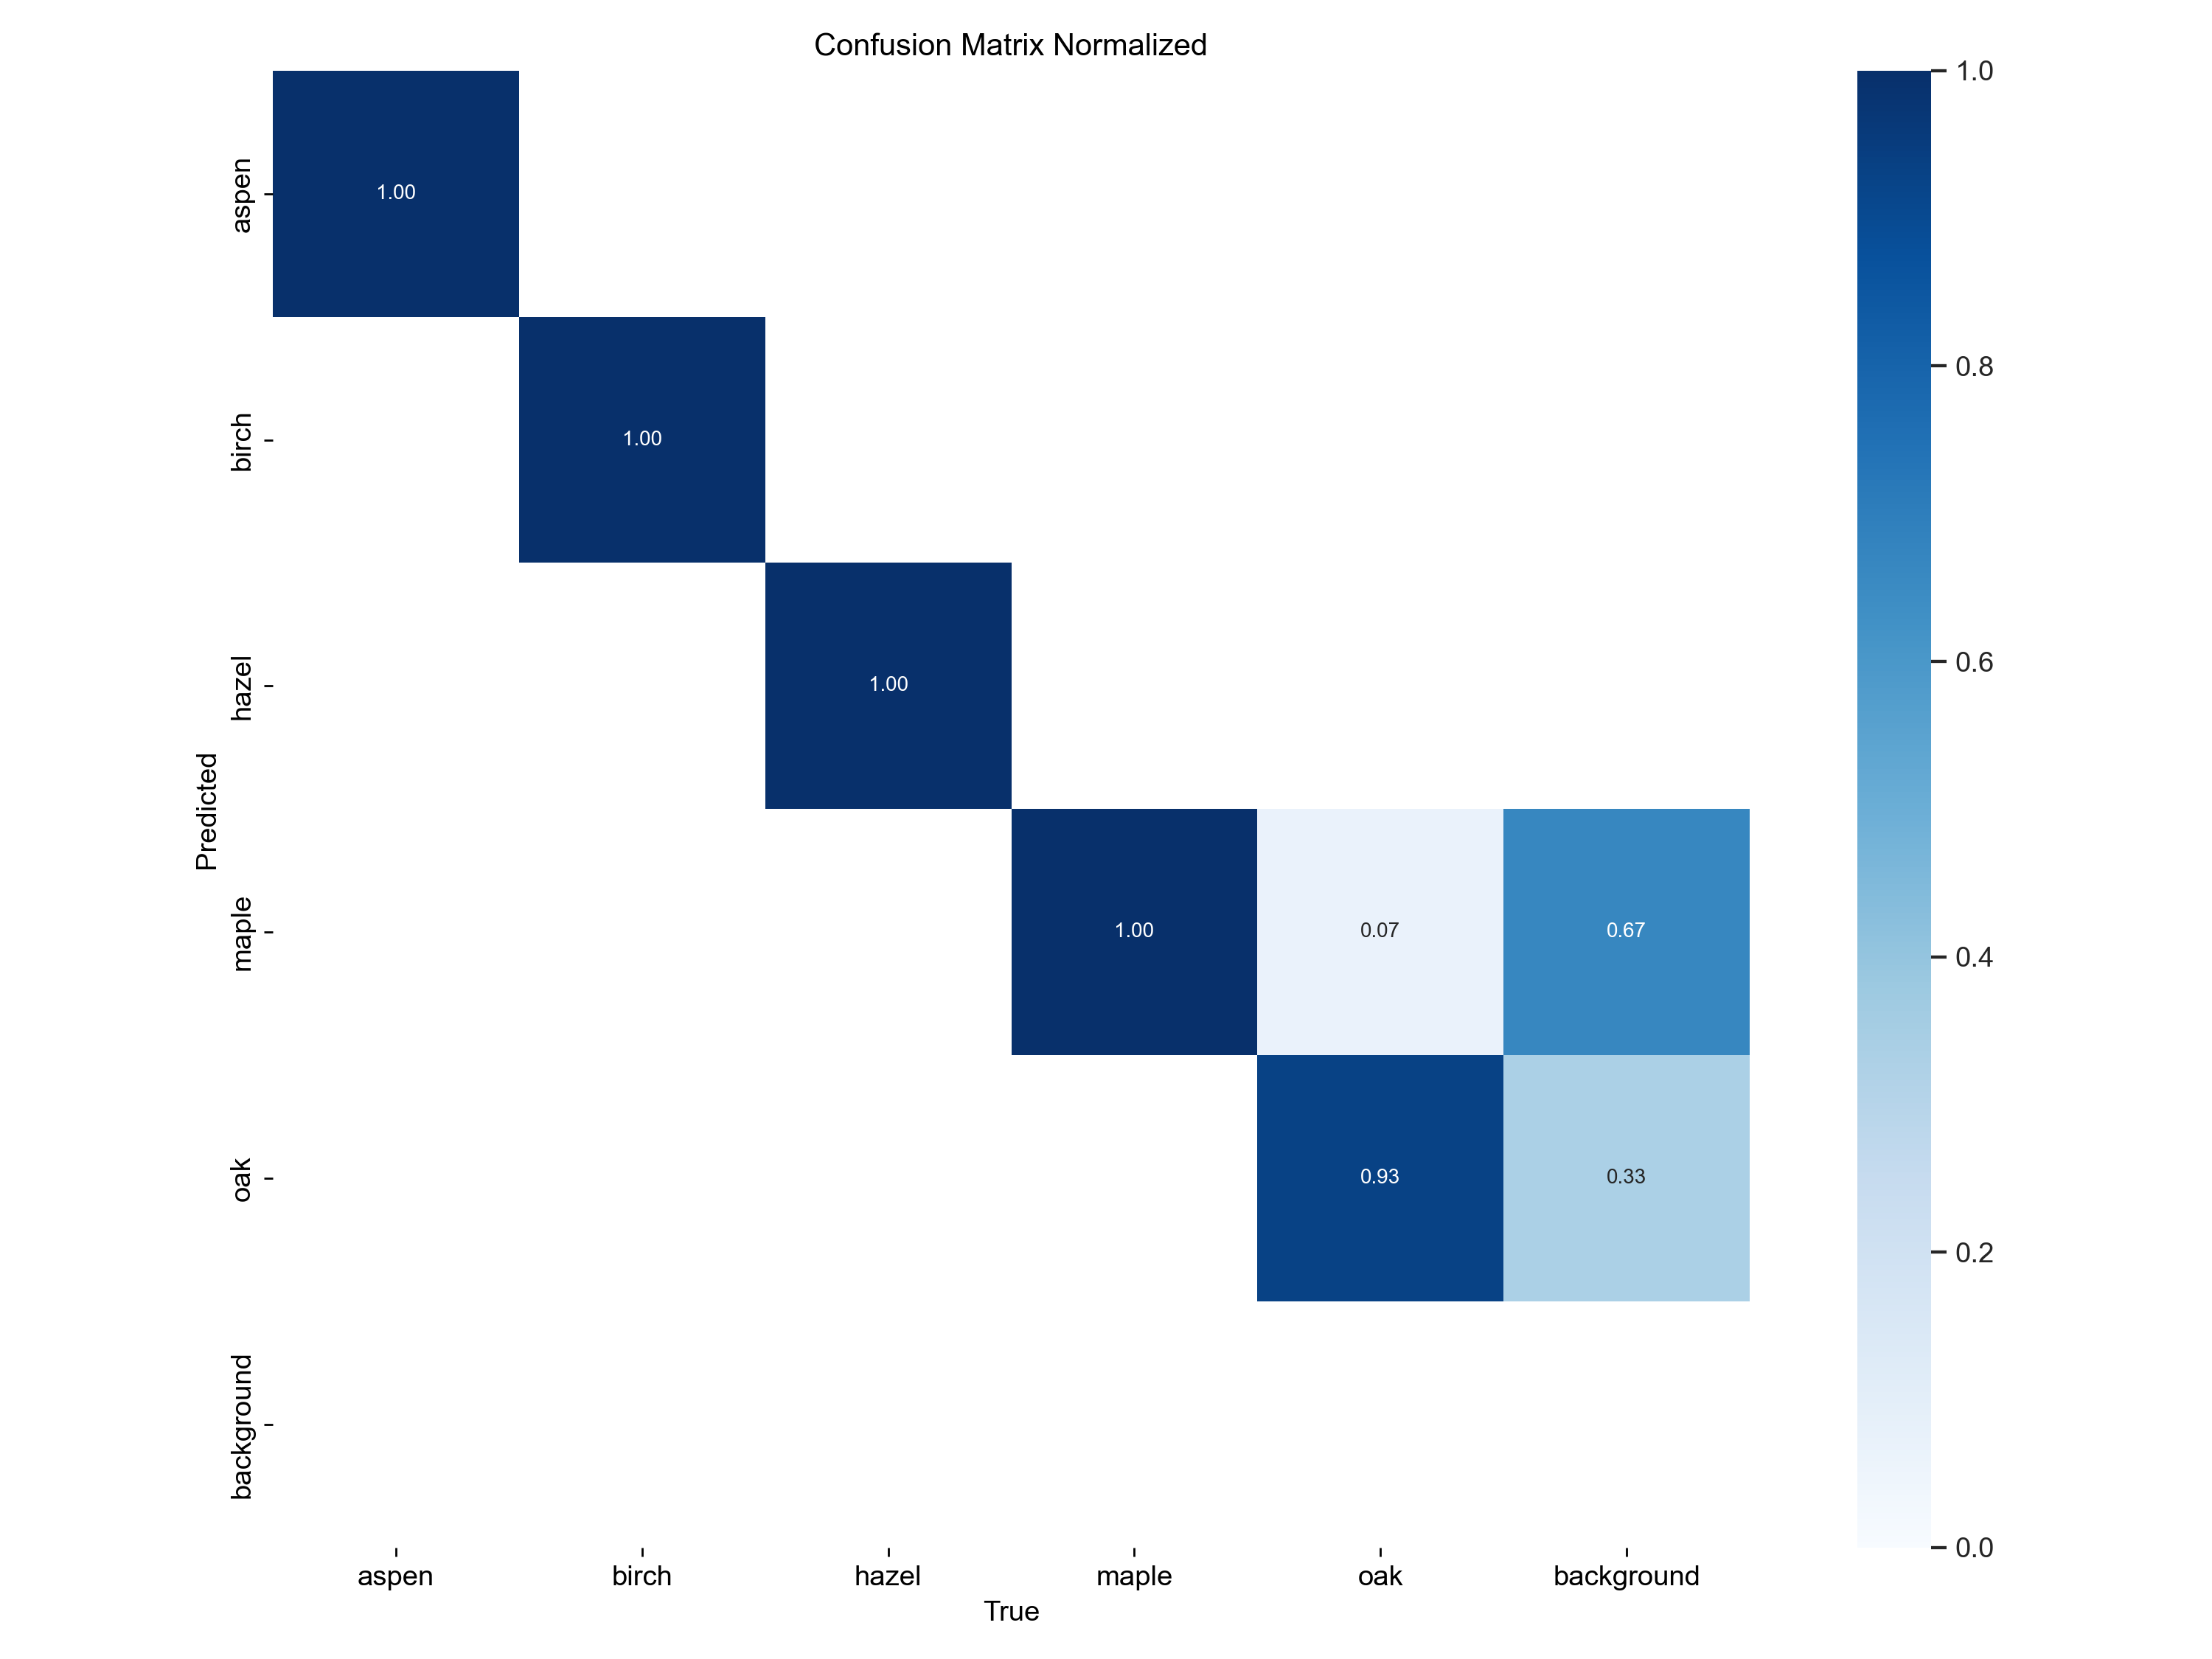 Confusion Matrix Normalized
aspen
birch
hazel
maple
oak
background
Predicted
1.00
1.00
1.00
1.00 0.07 0.67
0.93 0.33
aspen birch hazel maple oak background
True
1.0
0.8
0.6
0.4
0.2
0.0